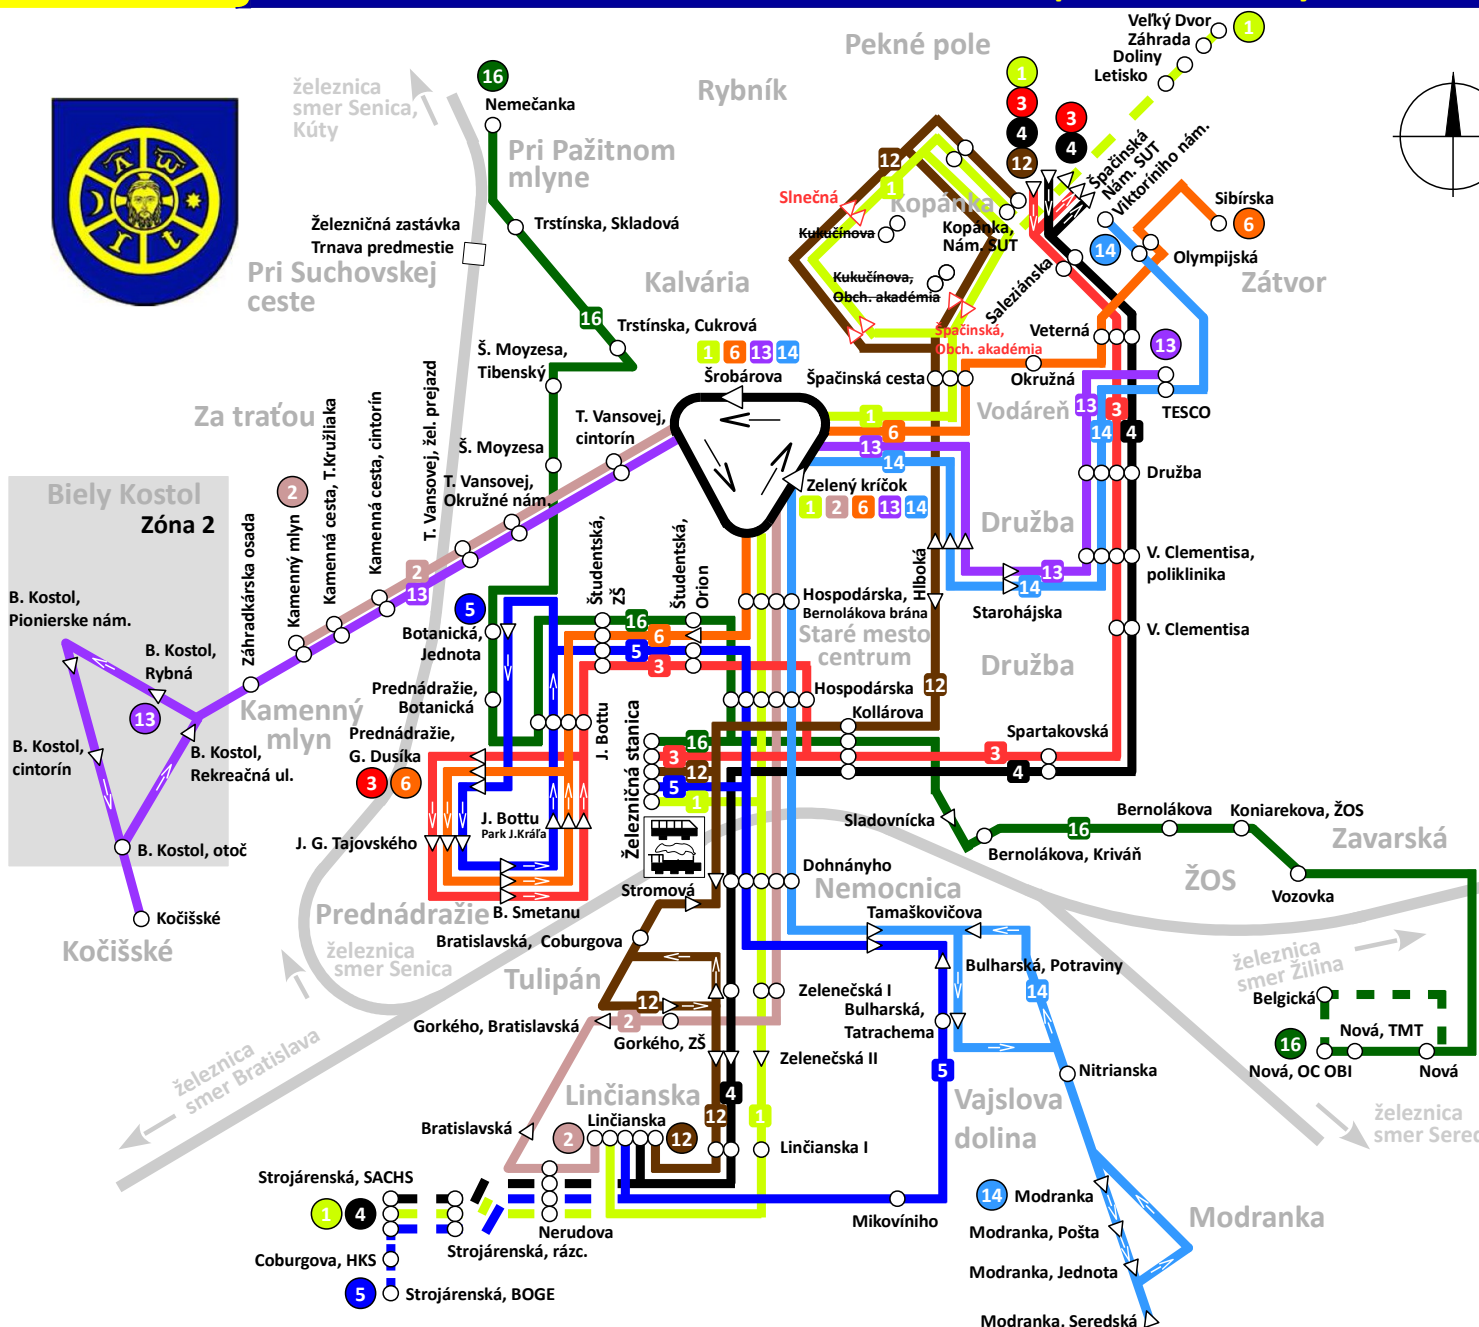 Veľký Dvor
Záhrada
Doliny
Letisko
1
Pekné pole
Rybník
železnica
smer Senica,
Kúty
16
Nemečanka
Pri Pažitnom
mlyne
1
3
4
12
3
4
Špačinská
Nám. SUT
Viktoríniho nám.
12
1
Slnečná
Kopánka
Kukučínova
Kopánka,
Nám. SUT
Kukučínova,
Obch. akadémia
Špačinská,
Obch. akadémia
Saleziánska
14
Sibírska
6
Olympijská
Zátvor
Železničná zastávka
Trnava predmestie
Trstínska, Skladová
Pri Suchovskej
ceste
Kalvária
16
Trstínska, Cukrová
1 6 13 14
Šrobárova
Š. Moyzesa,
Tibenský
Veterná
13
Špačinská cesta
Okružná
Vodáreň
TESCO
13
3
14
4
Za traťou
T. Vansovej,
cintorín
1
6
13
14
Š. Moyzesa
T. Vansovej,
Okružné nám.
T. Vansovej, žel. prejazd
Kamenná cesta, cintorín
Kamenná cesta, T.Kružliaka
Kamenný mlyn
2
Záhradkárska osada
Biely Kostol
Zóna 2
Zelený kríčok
1 2 6 13 14
Družba
Družba
V. Clementisa,
poliklinika
13
14
Starohájska
Hlboká
2
13
B. Kostol,
Pionierske nám.
B. Kostol,
Rybná
13
B. Kostol,
cintorín
B. Kostol,
Rekreačná ul.
B. Kostol, otoč
Kočišské
Kočišské
Kamenný
mlyn
5
Botanická,
Jednota
Študentská,
ZŠ
Študentská,
Orion
16
6
5
3
Hospodárska,
Bernolákova brána
Staré mesto
centrum
V. Clementisa
Družba
Prednádražie,
Botanická
Hospodárska
12
Kollárova
Prednádražie,
G. Dusíka
3 6
J. Bottu
Železničná stanica
16
3
12
5
1
Spartakovská
3
4
J. G. Tajovského
J. Bottu
Park J.Kráľa
B. Smetanu
Prednádražie
Sladovnícka
Bernolákova
Koniarekova, ŽOS
16
Bernolákova, Kriváň
Zavarská
ŽOS
Vozovka
Stromová
Dohnányho
Nemocnica
Tamaškovičova
železnica
smer Senica
Bratislavská, Coburgova
Tulipán
12
Bulharská, Potraviny
14
železnica
smer Žilina
Belgická
Nová, TMT
16
Nová, OC OBI
Nová
Zelenečská I
Bulharská,
Tatrachema
Gorkého, Bratislavská
2
Gorkého, ZŠ
Zelenečská II
železnica
smer Bratislava
5
Nitrianska
Vajslova
dolina
železnica
smer Sered
4
12
1
Linčianska
Linčianska
2
12
Bratislavská
Linčianska I
Strojárenská, SACHS
1 4
Strojárenská, rázc.
Nerudova
Mikovíniho
14 Modranka
Modranka
Modranka, Pošta
Modranka, Jednota
Modranka, Seredská
Coburgova, HKS
5 Strojárenská, BOGE